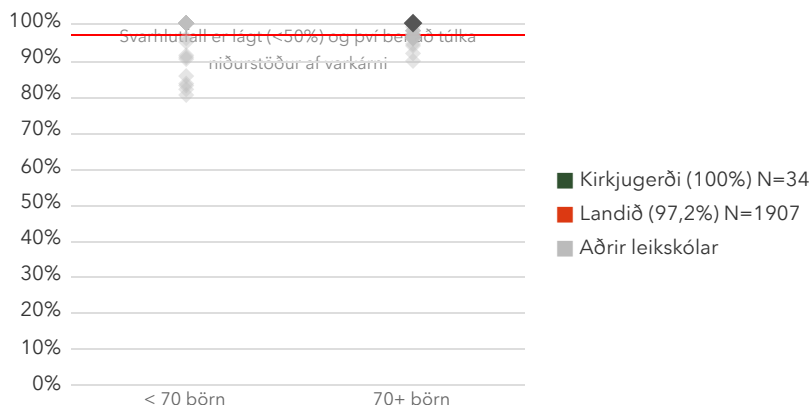 100%
Svarhlutfall er lágt (<50%) og því ber að túlka
90%
niðurstöður af varkárni
80%
70%
60%
50%
40%
30%
20%
10%
0%
< 70 börn
70+ börn
Kirkjugerði (100%) N=34
Landið (97,2%) N=1907
Aðrir leikskólar